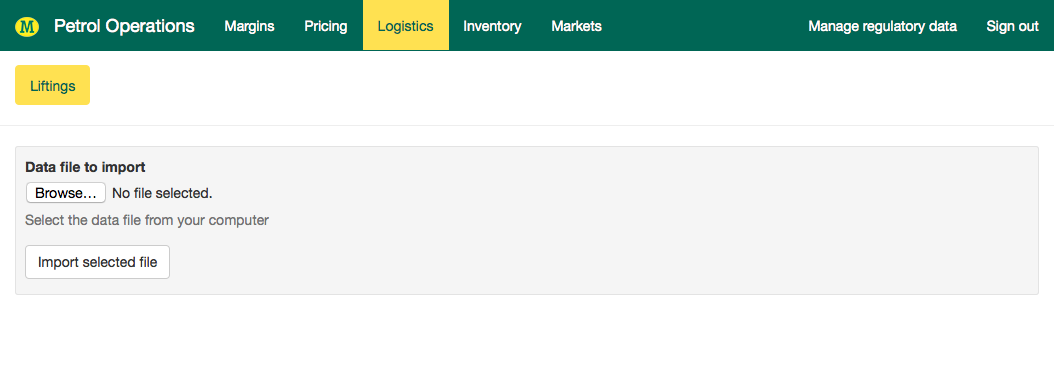 M Petrol Operations Margins Pricing Logistics Inventory Markets Manage regulatory data Sign out
Liftings
Data file to import
Browse... No file selected.
Select the data file from your computer
Import selected file